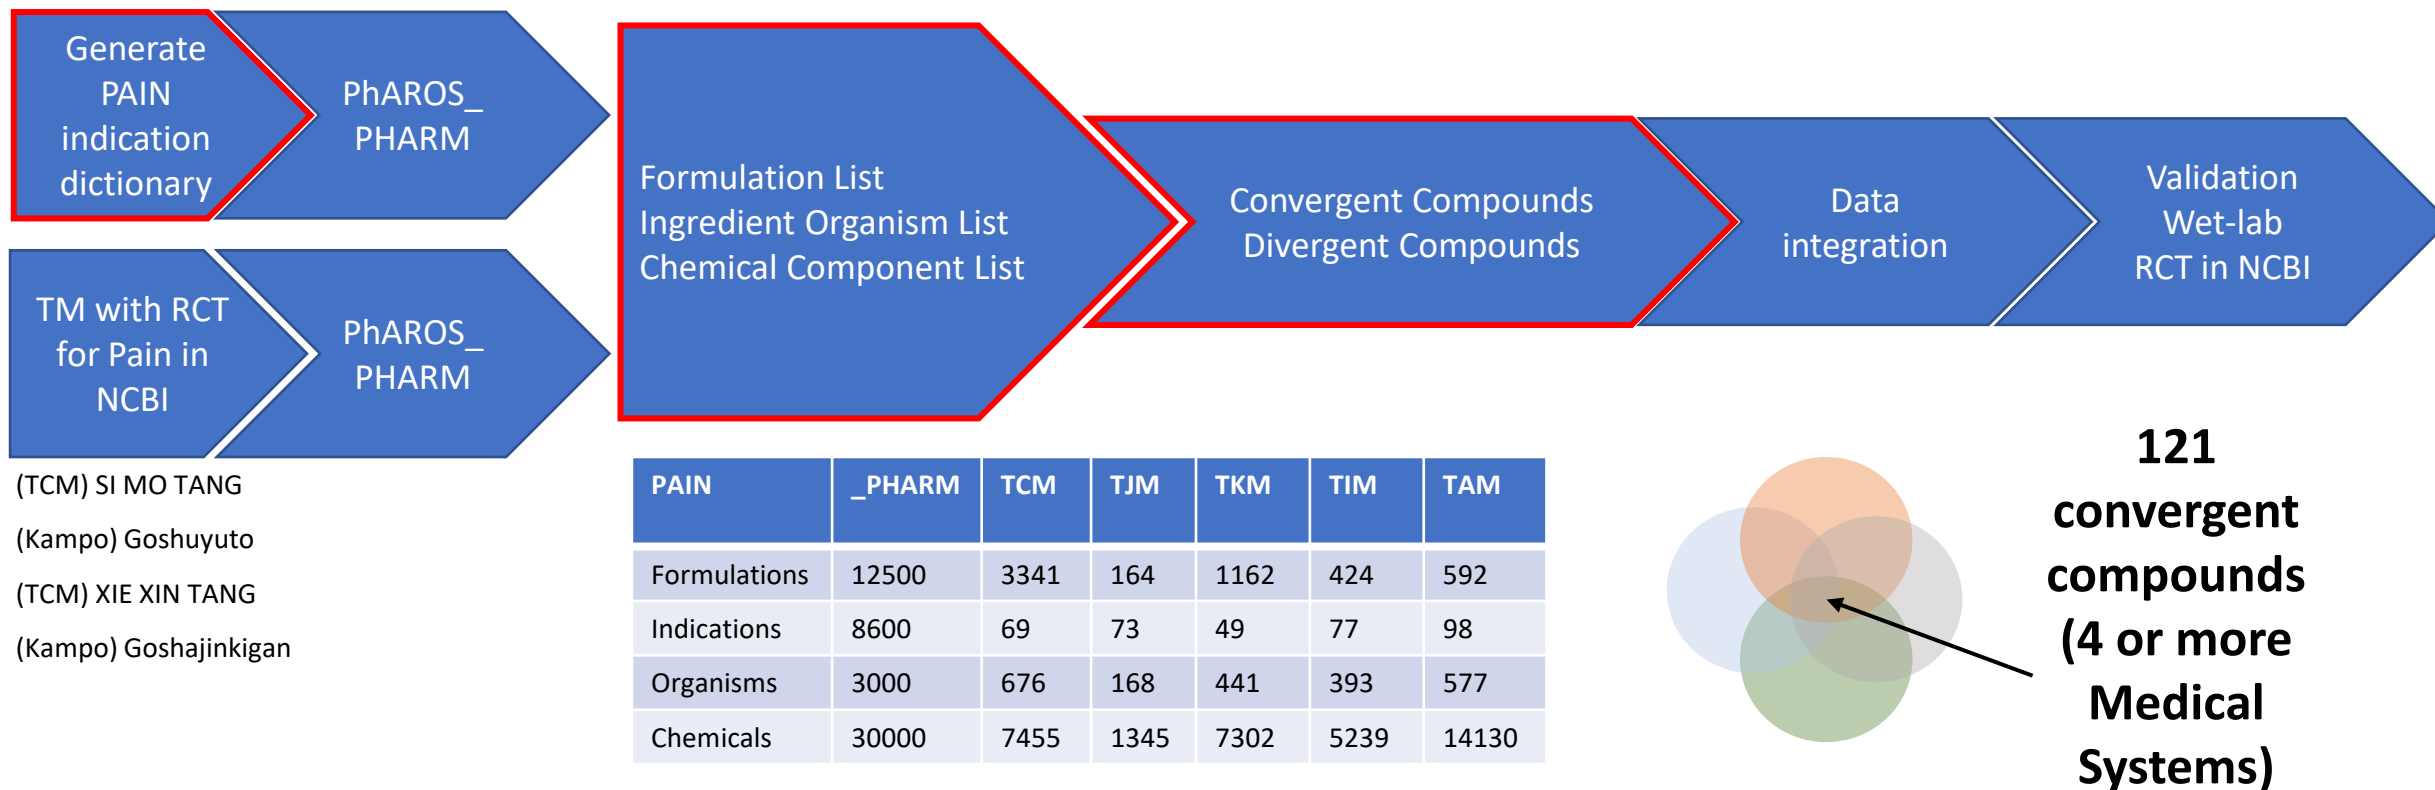 Generate
PAIN
indication
dictionary
PhAROS_
PHARM
TM with RCT
for Pain in
NCBI
PhAROS_
PHARM
Formulation List
Ingredient Organism List
Chemical Component List
Convergent Compounds
Divergent Compounds
Data
integration
Validation
Wet-lab
RCT in NCBI
(TCM) SI MO TANG
(Kampo) Goshuyuto
(TCM) XIE XIN TANG
(Kampo) Goshajinkigan
PAIN _PHARM TCM TJM TKM TIM TAM
Formulations 12500 3341 164 1162 424 592
Indications 8600 69 73 49 77 98
Organisms 3000 676 168 441 393 577
Chemicals 30000 7455 1345 7302 5239 14130
121
convergent
compounds
(4 or more
Medical
Systems)